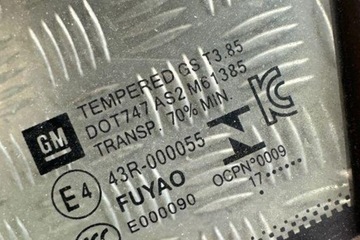 GM
TEMPERED GS T3.85
DOT747 AS2 M61385
TRANSP. 70% MIN.
E4
43R-000055
FUYAO
E000090
KC
OCPN°0009
17 ......